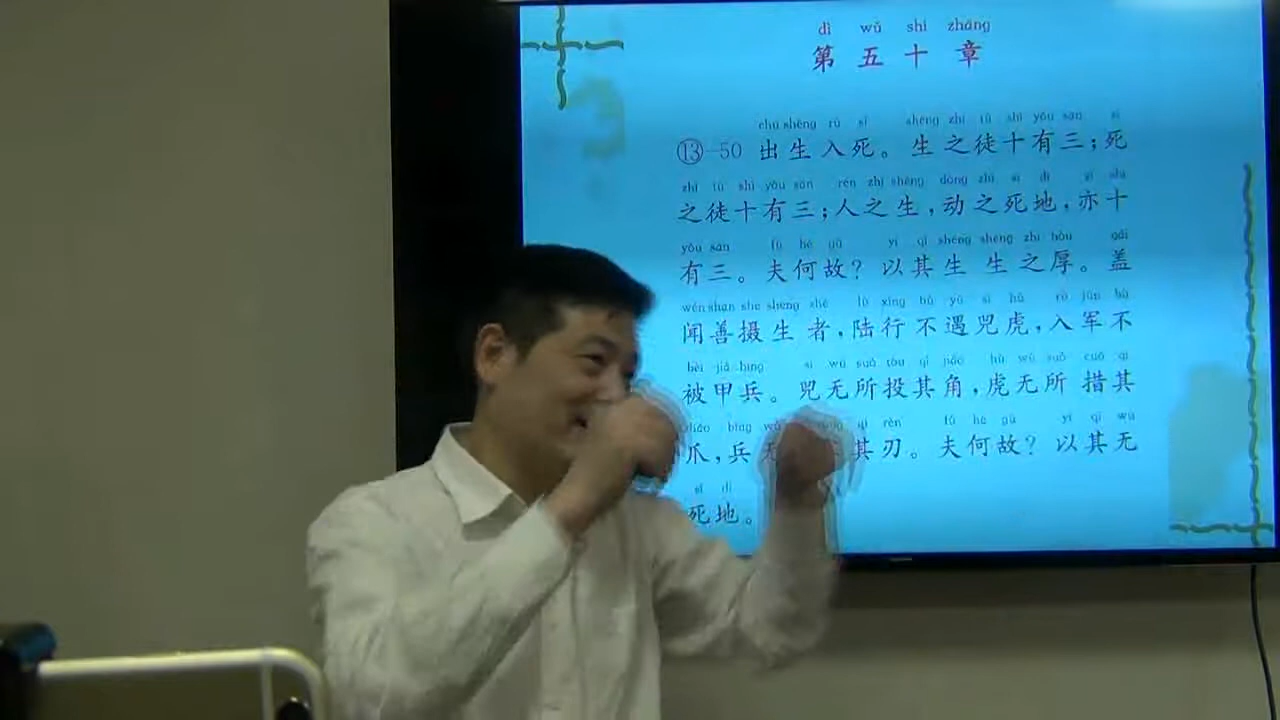 dì wǔ shí zhāng
第五十章
chū shēng rù sǐ shēng zhī tú shí yǒu sān sǐ
⑬-50 出生入死。生之徒十有三;死
zhī tú shí yǒu sān rén zhī shēng dòng zhī sǐ dì yì shí
之徒十有三;人之生,动之死地,亦十
yǒu sān fū hé gù yǐ qí shēng shēng zhī hòu gài
有三。夫何故?以其生生之厚。盖
wén shàn shè shēng zhě lù xíng bù yù sì hǔ rù jūn bù
闻善摄生者,陆行不遇兕虎,入军不
bèi jiǎ bīng sì wú suǒ tóu qí jiǎo hǔ wú suǒ cuò qí
被甲兵。兕无所投其角,虎无所措其
zhǎo bīng wú qí rèn fū hé gù yǐ qí wú
爪,兵无其刃。夫何故?以其无
sǐ dì
死地。